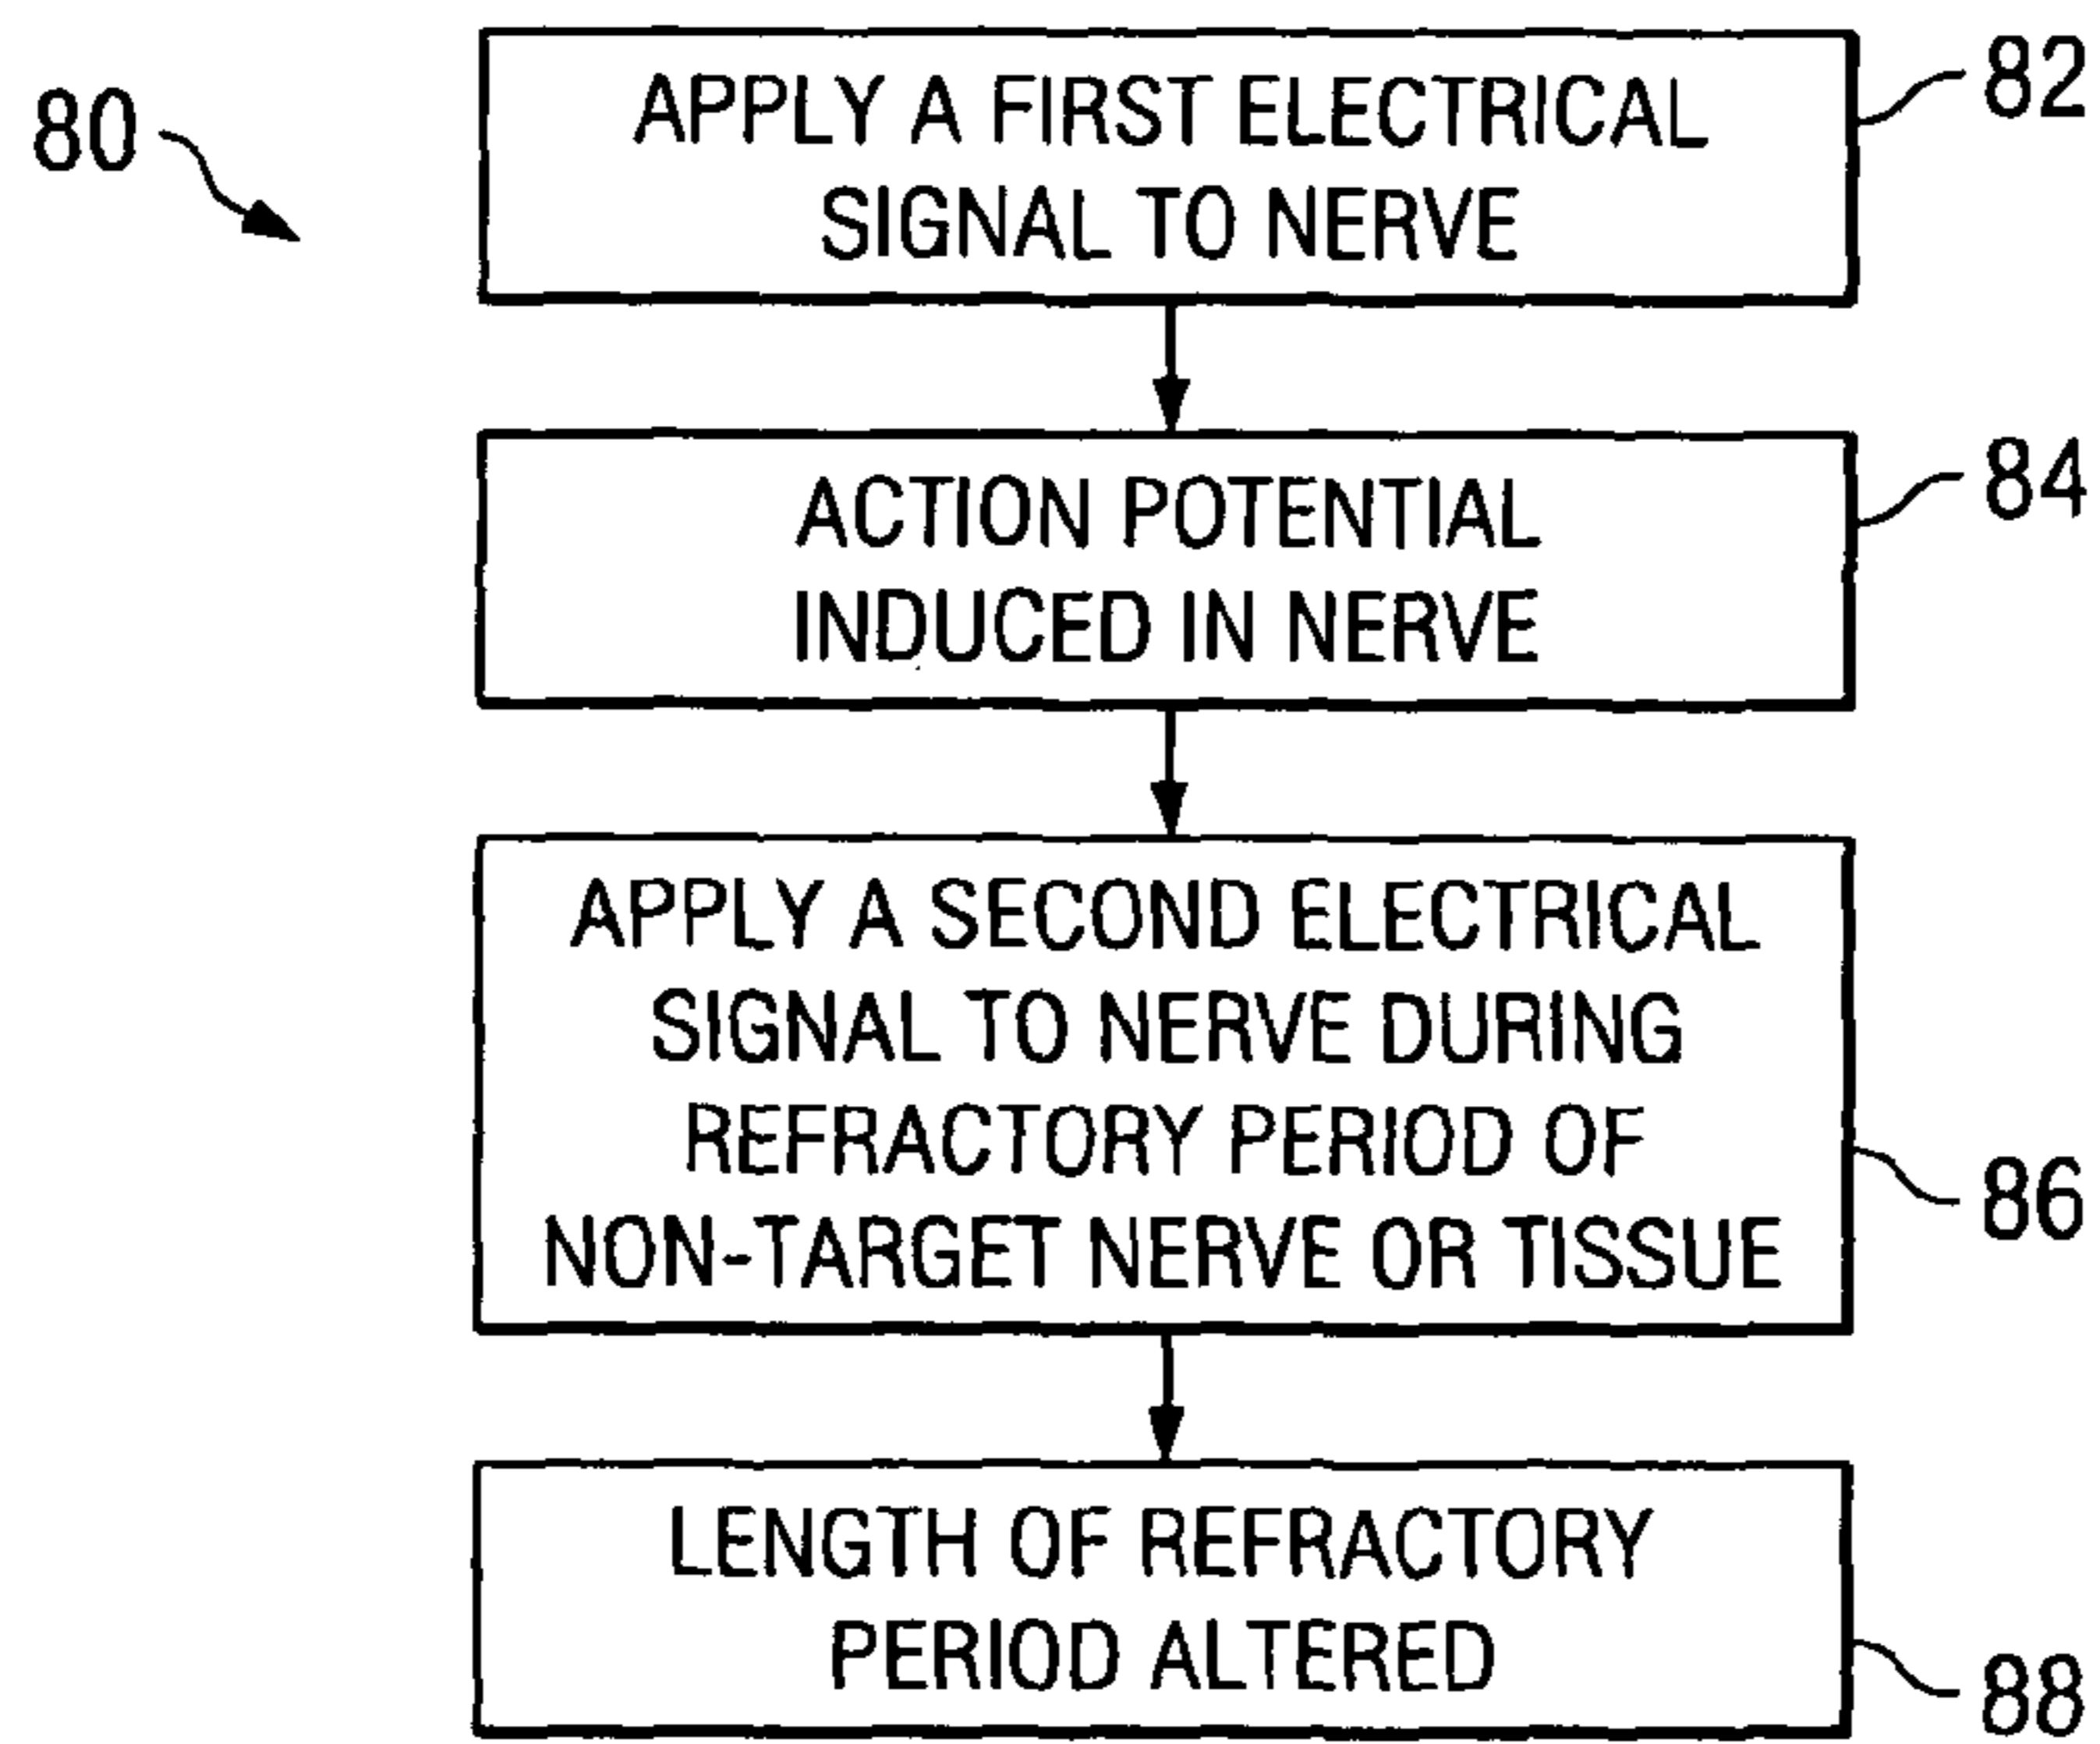 80
APPLY A FIRST ELECTRICAL
SIGNAL TO NERVE
82
ACTION POTENTIAL
INDUCED IN NERVE
84
APPLY A SECOND ELECTRICAL
SIGNAL TO NERVE DURING
REFRACTORY PERIOD OF
NON-TARGET NERVE OR TISSUE
86
LENGTH OF REFRACTORY
PERIOD ALTERED
88